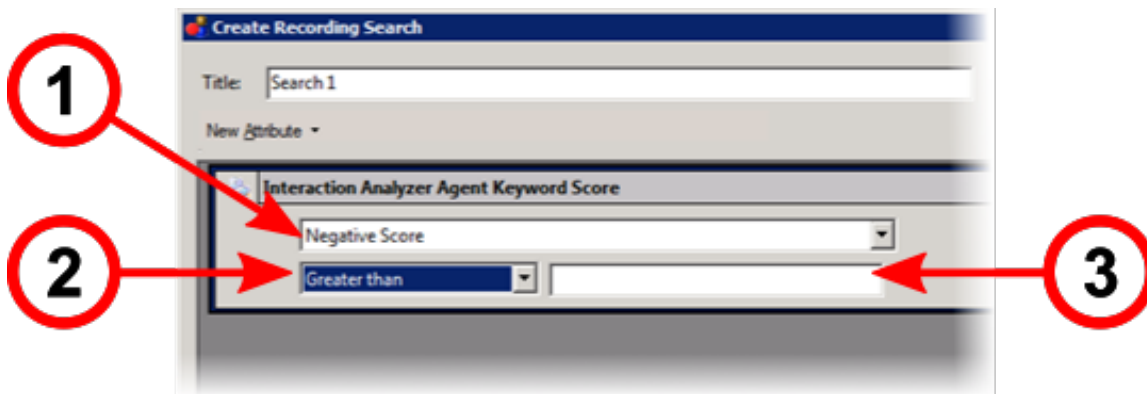 Create Recording Search
1
Title: Search 1
New Attribute
Interaction Analyzer Agent Keyword Score
Negative Score
2
Greater than
3